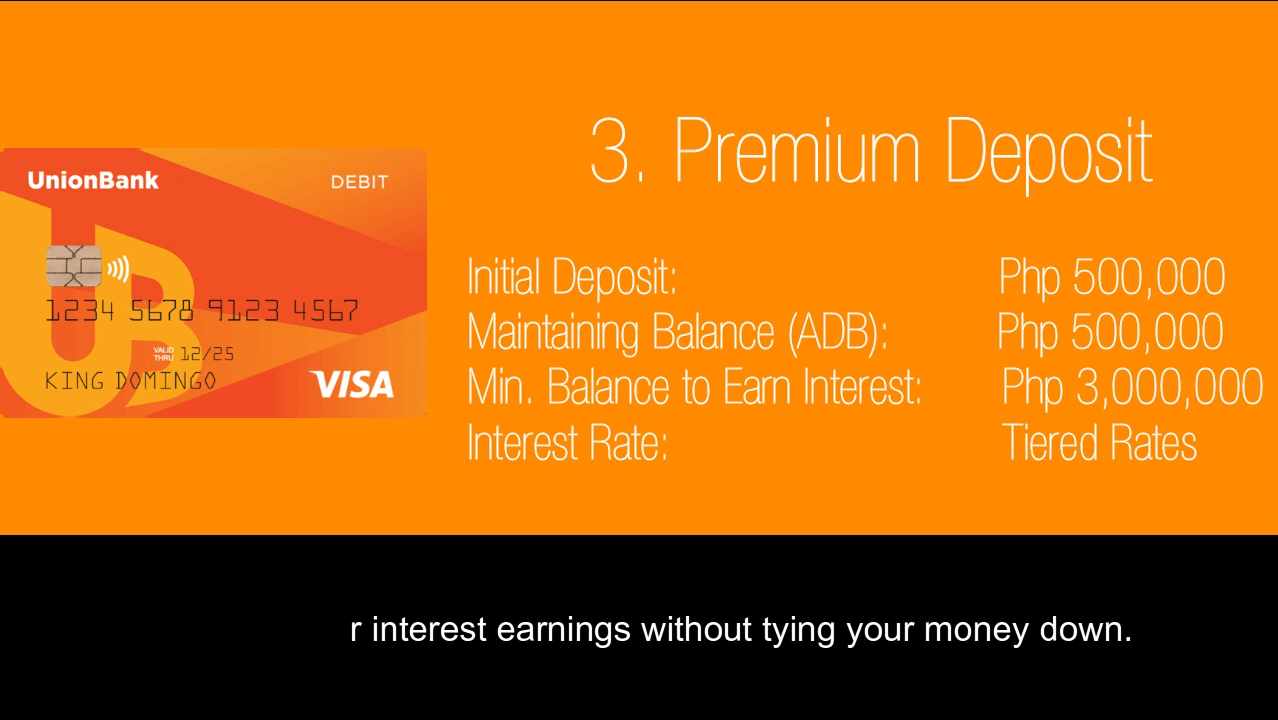 3. Premium Deposit
UnionBank DEBIT
1234 5678 9123 4567
VALID THRU 12/25
KING DOMINGO
VISA
Initial Deposit: Php 500,000
Maintaining Balance (ADB): Php 500,000
Min. Balance to Earn Interest: Php 3,000,000
Interest Rate: Tiered Rates
r interest earnings without tying your money down.